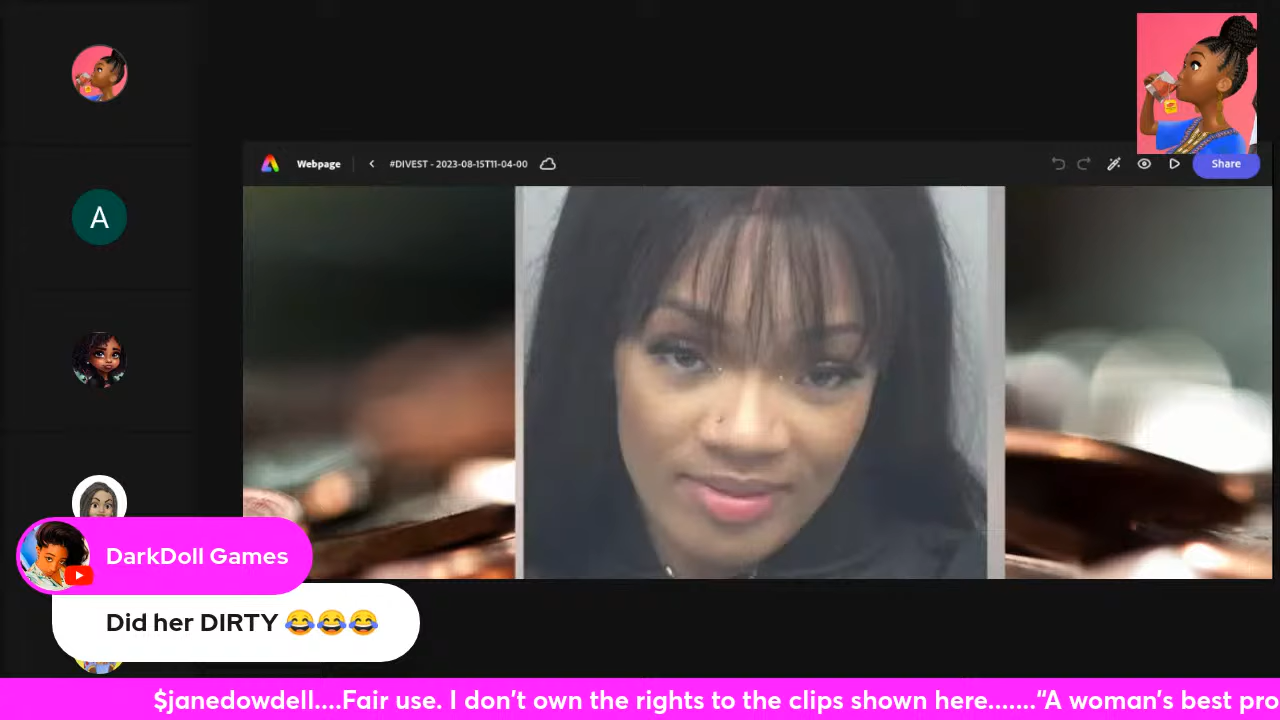 Webpage
#DIVEST - 2023-08-15T11-04-00
Share
A
DarkDoll Games
Did her DIRTY 😂😂😂
$janedowdell....Fair use. I don't own the rights to the clips shown here.......“A woman's best pro